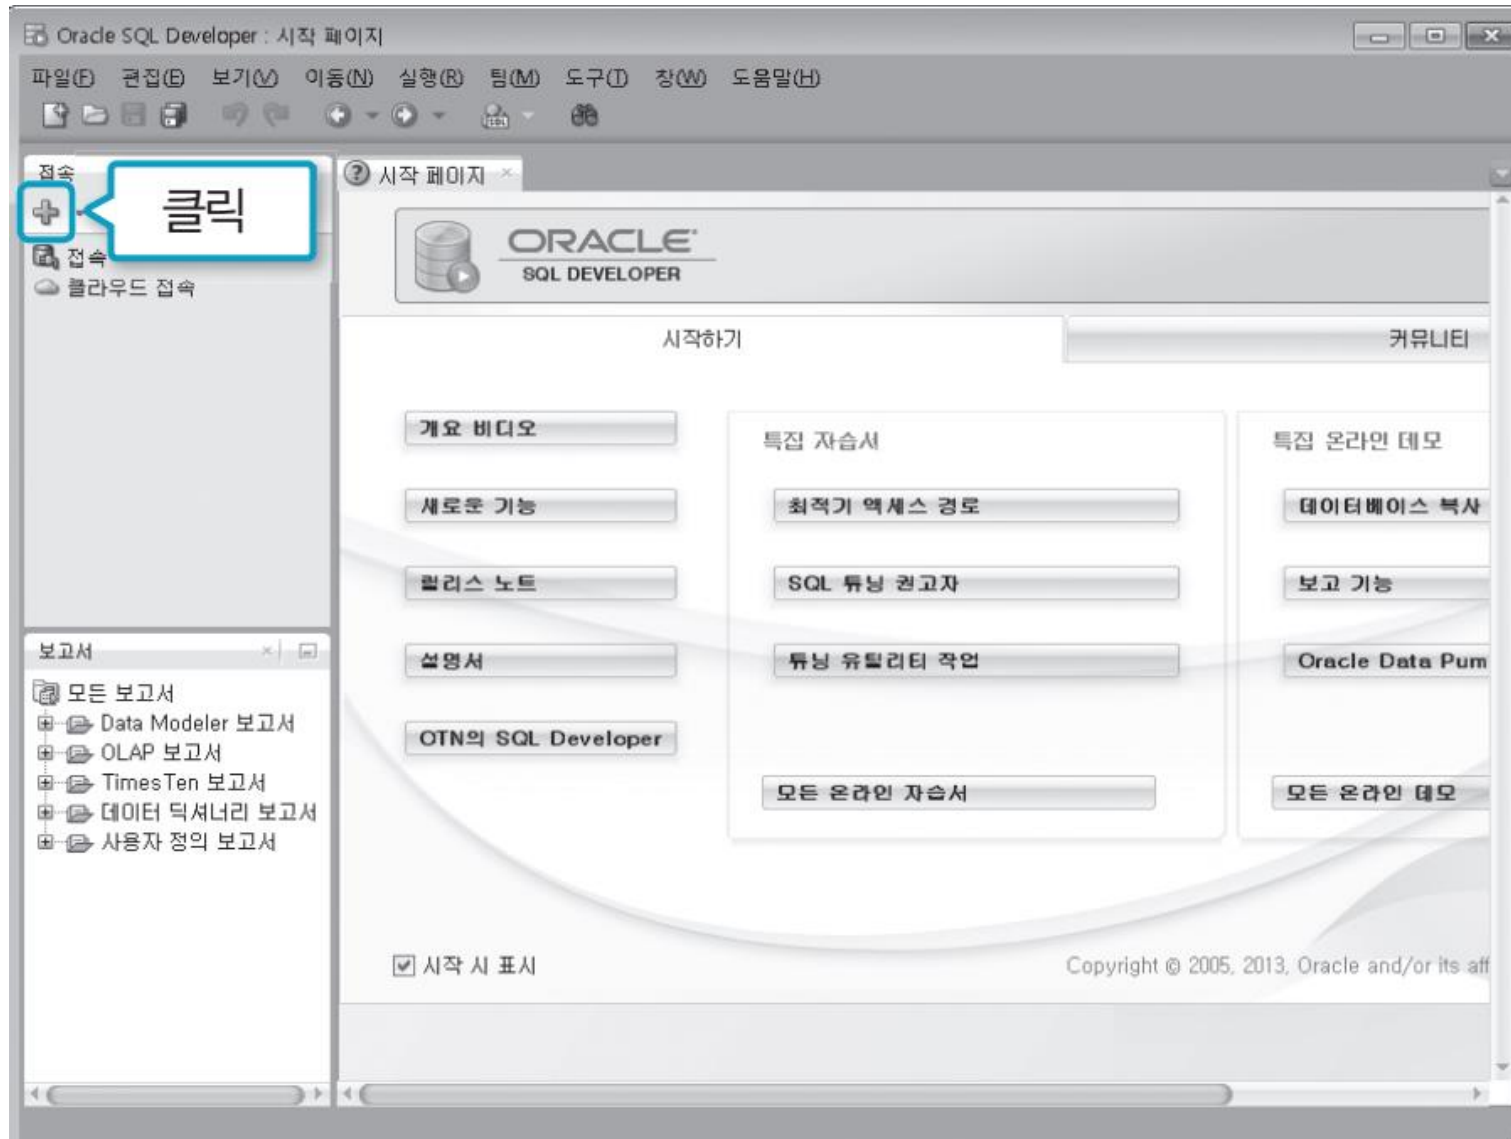 Oracle SQL Developer : 시작 페이지
파일(F) 편집(E) 보기(V) 이동(N) 실행(R) 팀(M) 도구(T) 창(W) 도움말(H)
접속
클릭
접속
클라우드 접속
보고서
모든 보고서
Data Modeler 보고서
OLAP 보고서
TimesTen 보고서
데이터 딕셔너리 보고서
사용자 정의 보고서
시작 페이지
ORACLE
SQL DEVELOPER
시작하기 커뮤니티
개요 비디오
새로운 기능
릴리스 노트
설명서
OTN의 SQL Developer
특집 자습서
최적기 액세스 경로
SQL 튜닝 권고자
튜닝 유틸리티 작업
모든 온라인 자습서
특집 온라인 데모
데이터베이스 복사
보고 기능
Oracle Data Pum
모든 온라인 데모
시작 시 표시
Copyright © 2005, 2013, Oracle and/or its aff